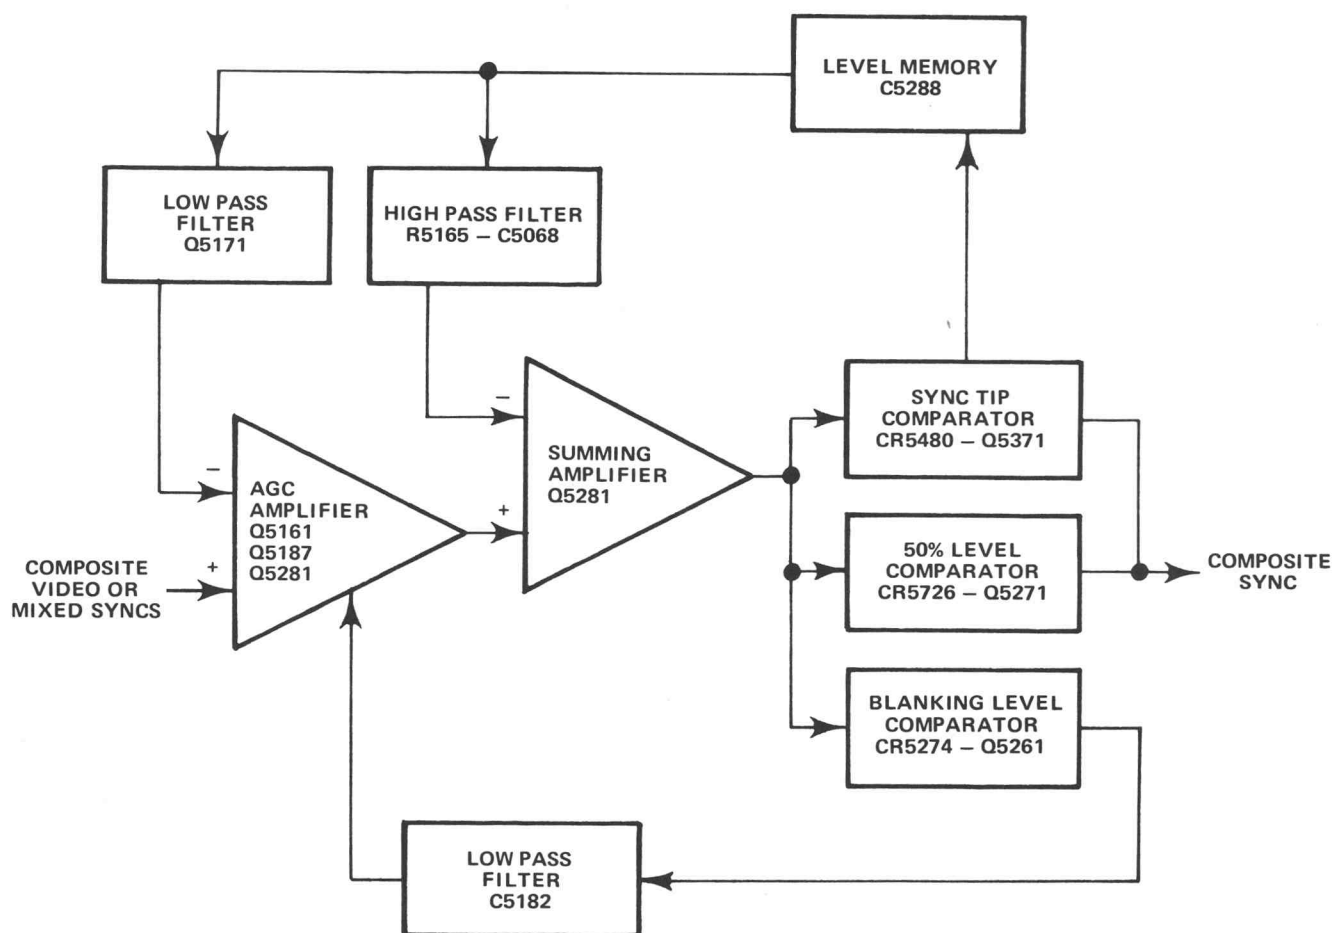 LEVEL MEMORY
C5288
LOW PASS
FILTER
Q5171
HIGH PASS FILTER
R5165 – C5068
–
–
+
+
AGC
AMPLIFIER
Q5161
Q5187
Q5281
SUMMING
AMPLIFIER
Q5281
SYNC TIP
COMPARATOR
CR5480 – Q5371
50% LEVEL
COMPARATOR
CR5726 – Q5271
BLANKING LEVEL
COMPARATOR
CR5274 – Q5261
COMPOSITE
VIDEO OR
MIXED SYNCS
COMPOSITE
SYNC
LOW PASS
FILTER
C5182